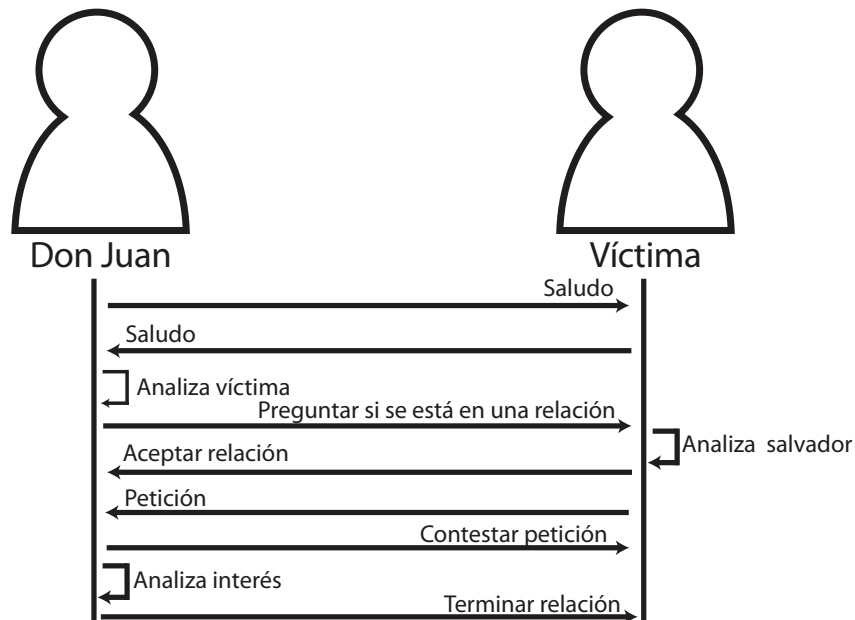 Don Juan
Víctima
Saludo
Saludo
Analiza víctima
Preguntar si se está en una relación
Analiza salvador
Aceptar relación
Petición
Contestar petición
Analiza interés
Terminar relación